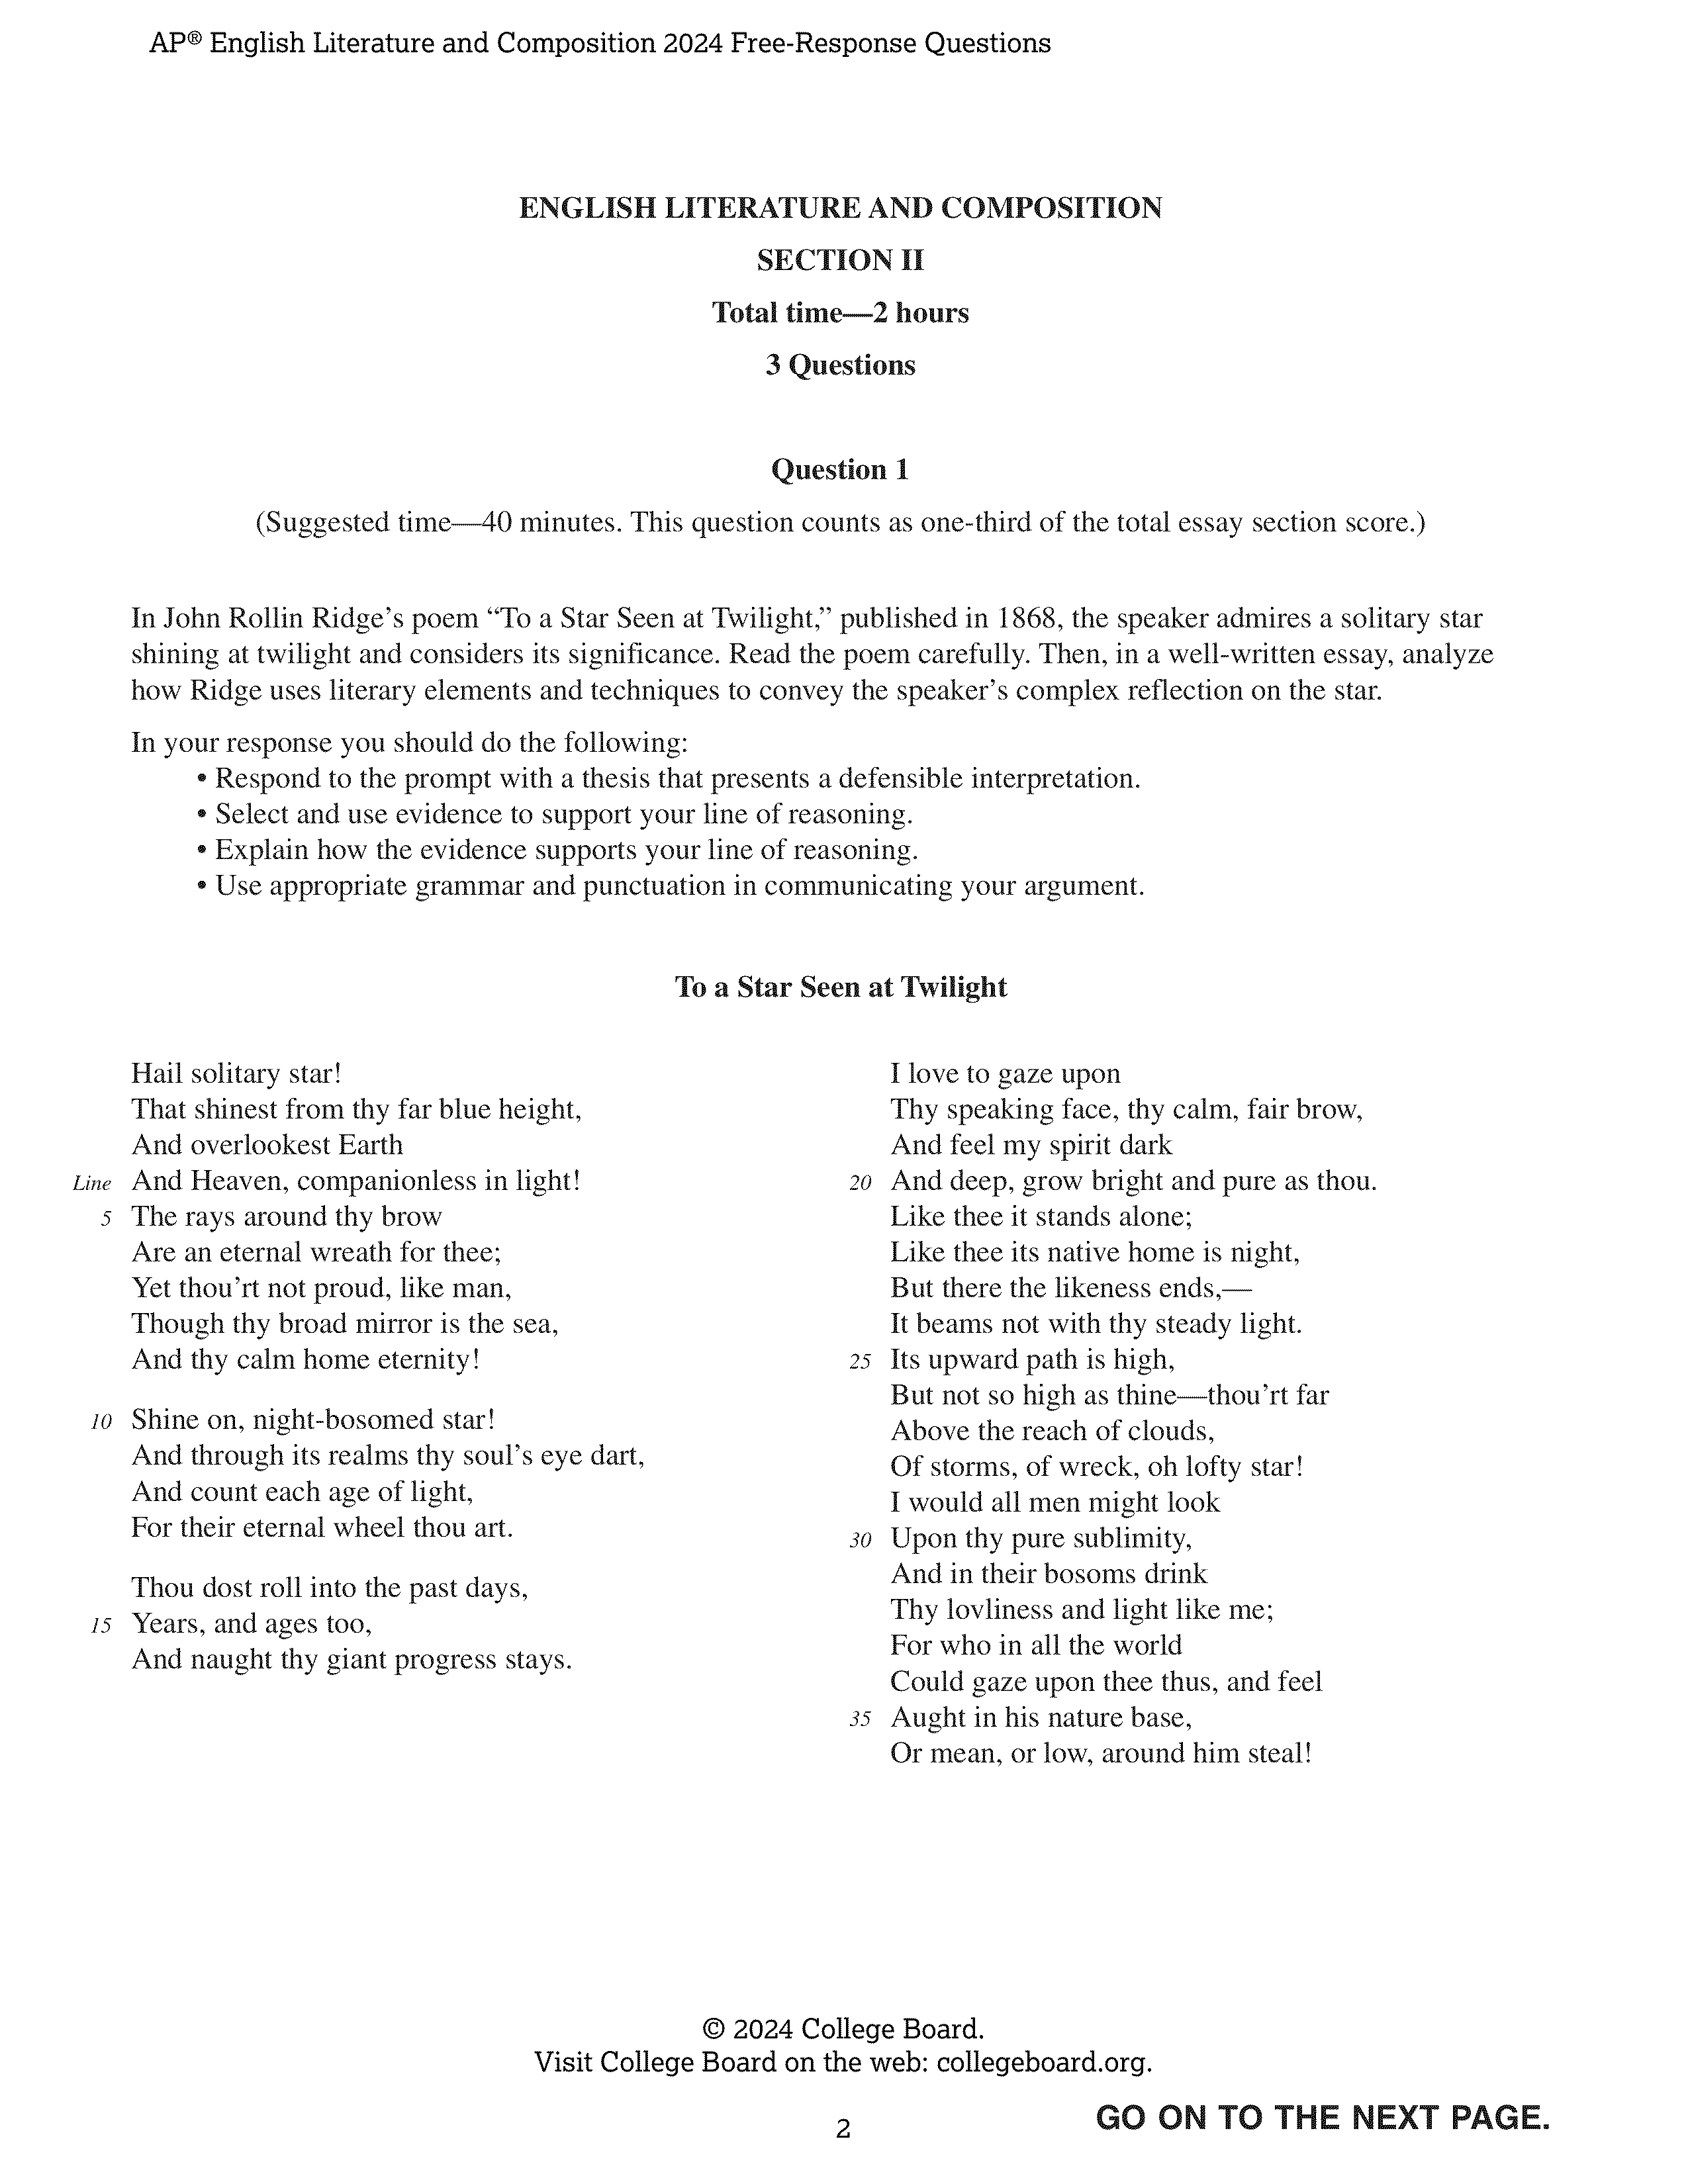 AP® English Literature and Composition 2024 Free-Response Questions
ENGLISH LITERATURE AND COMPOSITION
SECTION II
Total time—2 hours
3 Questions
Question 1
(Suggested time—40 minutes. This question counts as one-third of the total essay section score.)
In John Rollin Ridge’s poem “To a Star Seen at Twilight,” published in 1868, the speaker admires a solitary star
shining at twilight and considers its significance. Read the poem carefully. Then, in a well-written essay, analyze
how Ridge uses literary elements and techniques to convey the speaker’s complex reflection on the star.
In your response you should do the following:
• Respond to the prompt with a thesis that presents a defensible interpretation.
• Select and use evidence to support your line of reasoning.
• Explain how the evidence supports your line of reasoning.
• Use appropriate grammar and punctuation in communicating your argument.
To a Star Seen at Twilight
Hail solitary star!
That shinest from thy far blue height,
And overlookest Earth
Line And Heaven, companionless in light!
5 The rays around thy brow
Are an eternal wreath for thee;
Yet thou’rt not proud, like man,
Though thy broad mirror is the sea,
And thy calm home eternity!
10 Shine on, night-bosomed star!
And through its realms thy soul’s eye dart,
And count each age of light,
For their eternal wheel thou art.
Thou dost roll into the past days,
15 Years, and ages too,
And naught thy giant progress stays.
I love to gaze upon
Thy speaking face, thy calm, fair brow,
And feel my spirit dark
20 And deep, grow bright and pure as thou.
Like thee it stands alone;
Like thee its native home is night,
But there the likeness ends,—
It beams not with thy steady light.
25 Its upward path is high,
But not so high as thine—thou’rt far
Above the reach of clouds,
Of storms, of wreck, oh lofty star!
I would all men might look
30 Upon thy pure sublimity,
And in their bosoms drink
Thy lovliness and light like me;
For who in all the world
Could gaze upon thee thus, and feel
35 Aught in his nature base,
Or mean, or low, around him steal!
© 2024 College Board.
Visit College Board on the web: collegeboard.org.
GO ON TO THE NEXT PAGE.
2